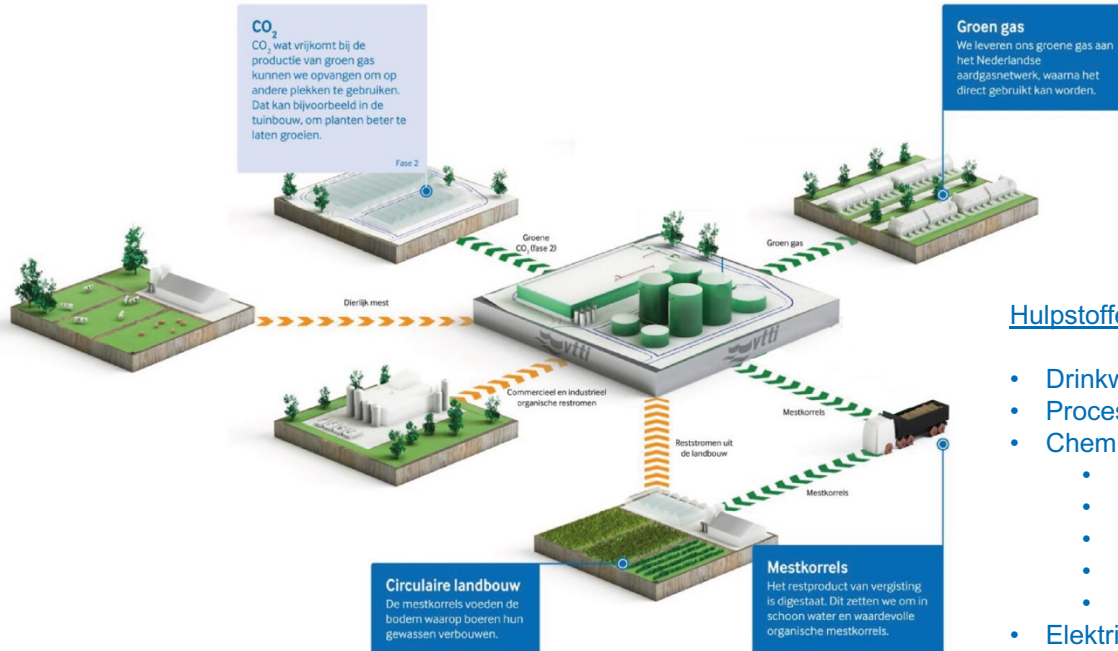 CO2
CO2 wat vrijkomt bij de
productie van groen gas
kunnen we opvangen om op
andere plekken te gebruiken.
Dat kan bijvoorbeeld in de
tuinbouw, om planten beter te
laten groeien.
Fase 2
Groen gas
We leveren ons groene gas aan
het Nederlandse
aardgasnetwerk, waarna het
direct gebruikt kan worden.
Groene
CO2 (fase 2)
Groen gas
Dierlijk mest
vtti
vtti
Commercieel en industrieel
organische restromen
Reststromen uit
de landbouw
Mestkorrels
Mestkorrels
Circulaire landbouw
De mestkorrels voeden de
bodem waarop boeren hun
gewassen verbouwen.
Mestkorrels
Het restproduct van vergisting
is digestaat. Dit zetten we om in
schoon water en waardevolle
organische mestkorrels.
Hulpstoffe
• Drinkw
• Proces
• Chem
•
•
•
•
•
• Elektri